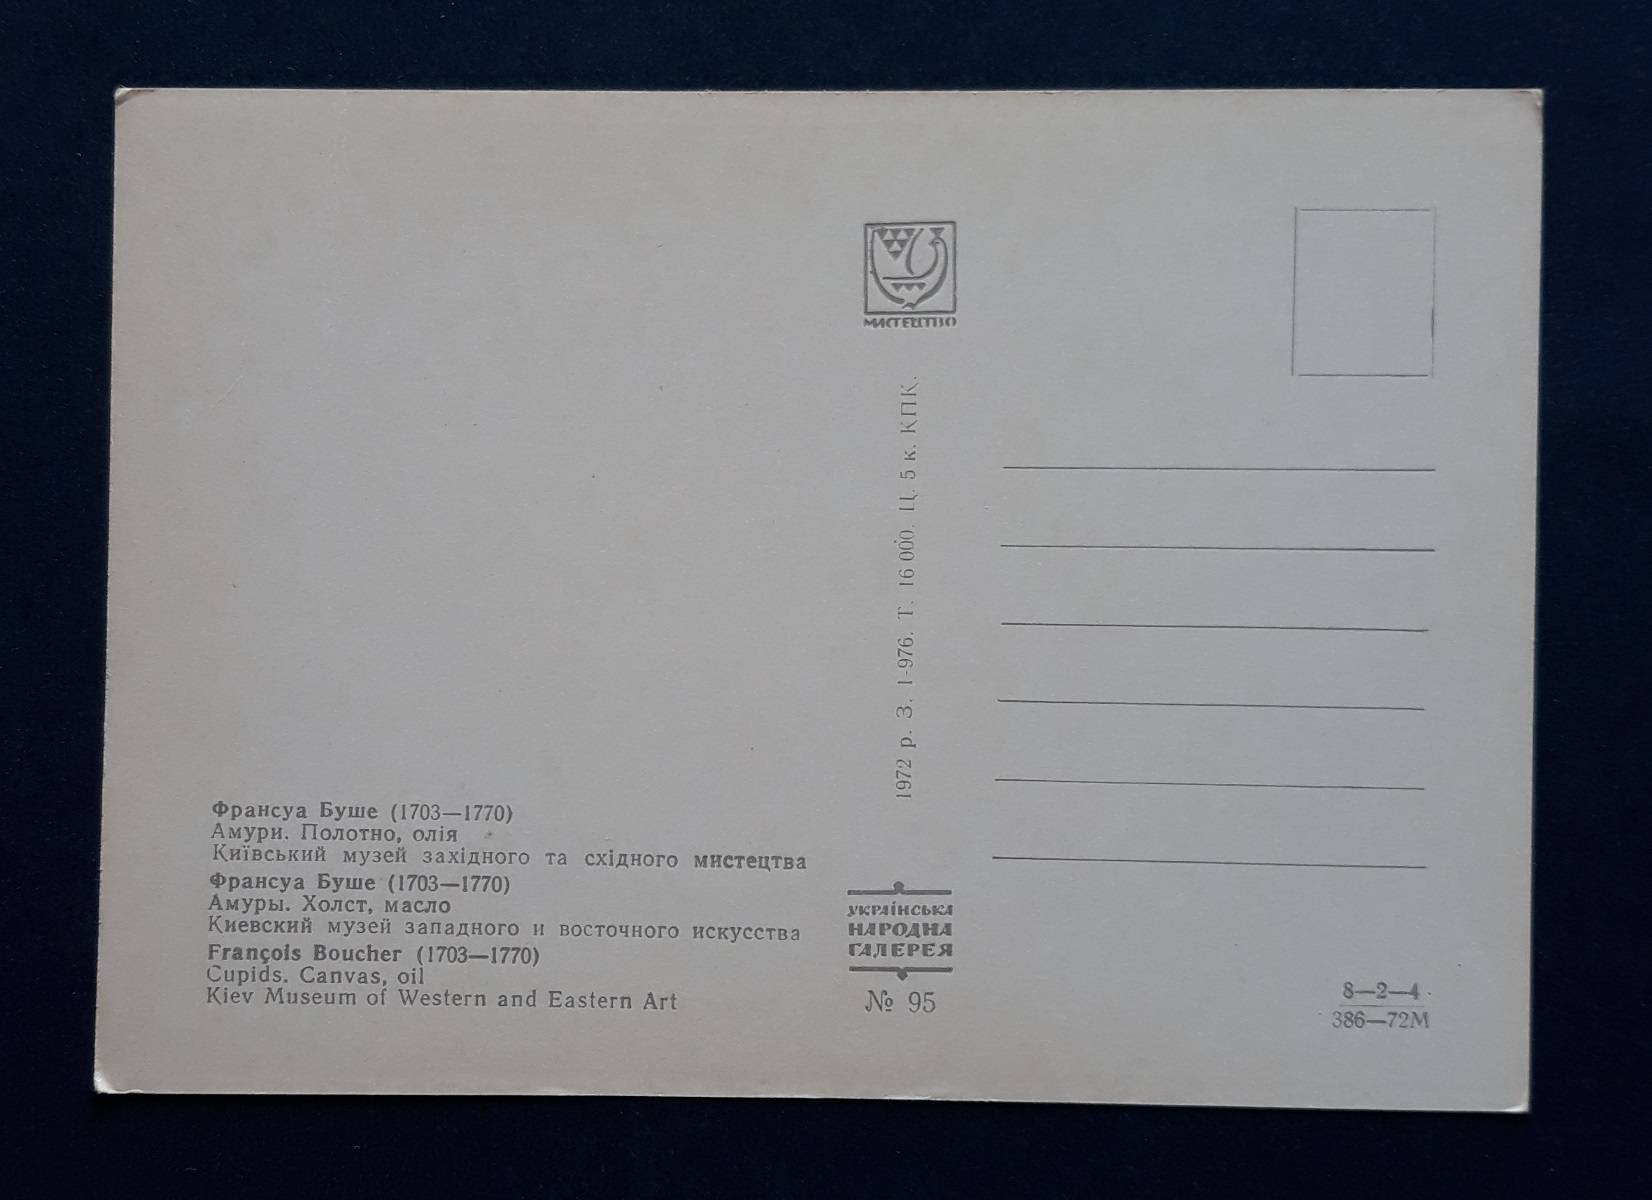 МИСТЕЦТВО
1972 р. З. 1-976. Т. 16 000. Ц. 5 к. КПК.
Франсуа Буше (1703—1770)
Амури. Полотно, олія
Київський музей західного та східного мистецтва
Франсуа Буше (1703—1770)
Амуры. Холст, масло
Киевский музей западного и восточного искусства
François Boucher (1703—1770)
Cupids. Canvas, oil
Kiev Museum of Western and Eastern Art
УКРАЇНСЬКА
НАРОДНА
ГАЛЕРЕЯ
№ 95
8—2—4
386—72М